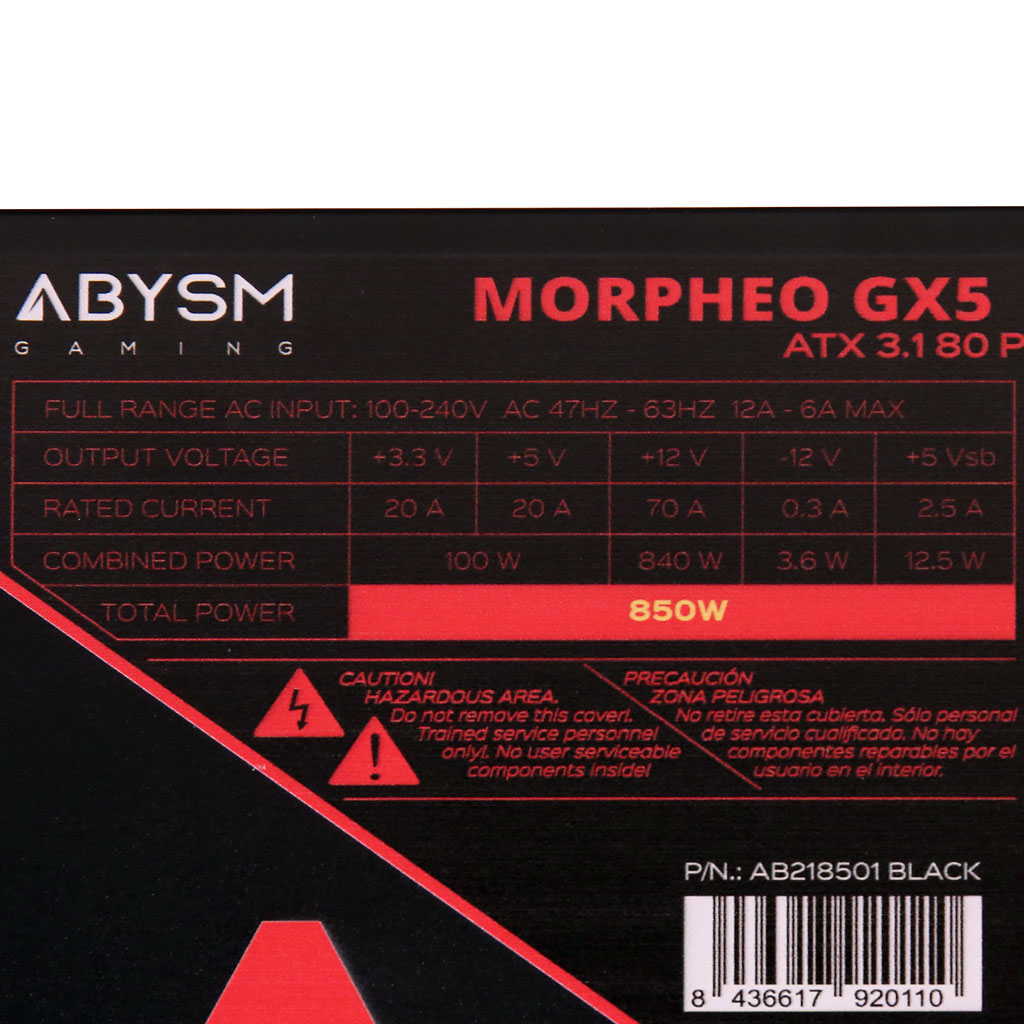 ABYSM
GAMING
MORPHEO GX5
ATX 3.1 80 P
FULL RANGE AC INPUT: 100-240V AC 47HZ - 63HZ 12A - 6A MAX
OUTPUT VOLTAGE +3.3 V +5 V +12 V -12 V +5 Vsb
RATED CURRENT 20 A 20 A 70 A 0.3 A 2.5 A
COMBINED POWER 100 W 840 W 3.6 W 12.5 W
TOTAL POWER 850W
CAUTION!
HAZARDOUS AREA.
Do not remove this cover!.
Trained service personnel
only!. No user serviceable
components inside!
PRECAUCIÓN
ZONA PELIGROSA
No retire esta cubierta. Sólo personal
de servicio cualificado. No hay
componentes reparables por el
usuario en el interior.
P/N.: AB218501 BLACK
8 436617 920110